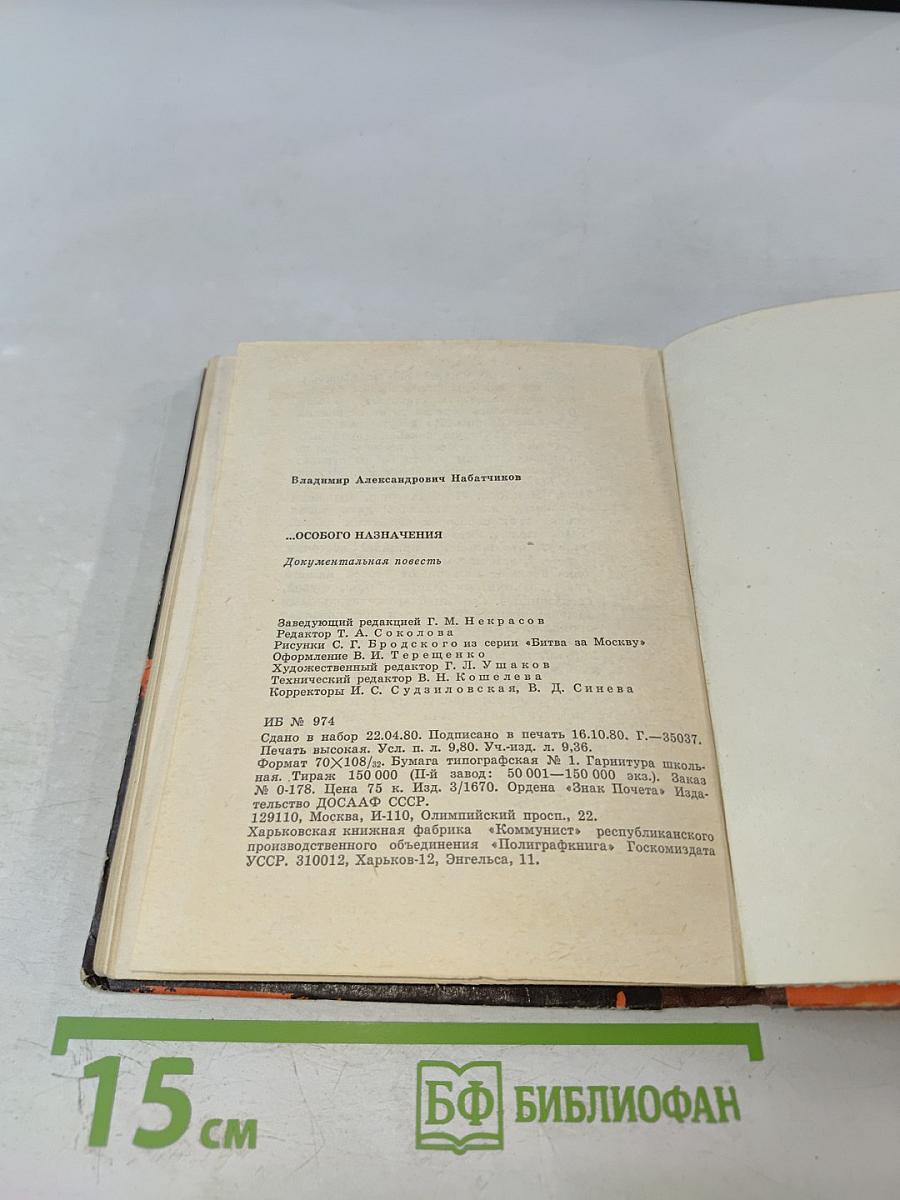 Владимир Александрович Набатчиков
...ОСОБОГО НАЗНАЧЕНИЯ
Документальная повесть
Заведующий редакцией Г. М. Некрасов
Редактор Т. А. Соколова
Рисунки С. Г. Бродского из серии «Битва за Москву»
Оформление В. И. Терещенко
Художественный редактор Г. Л. Ушаков
Технический редактор В. Н. Кошелева
Корректоры И. С. Судзиловская, В. Д. Синева
ИБ № 974
Сдано в набор 22.04.80. Подписано в печать 16.10.80. Г.—35037.
Печать высокая. Усл. п. л. 9,80. Уч.-изд. л. 9,36.
Формат 70×108/32. Бумага типографская № 1. Гарнитура школь-
ная. Тираж 150 000 (II-й завод: 50 001—150 000 экз.). Заказ
№ 0-178. Цена 75 к. Изд. 3/1670. Ордена «Знак Почета» Изда-
тельство ДОСААФ СССР.
129110, Москва, И-110, Олимпийский просп., 22.
Харьковская книжная фабрика «Коммунист» республиканского
производственного объединения «Полиграфкнига» Госкомиздата
УССР. 310012, Харьков-12, Энгельса, 11.
15 см
БФ БИБЛИОФАН